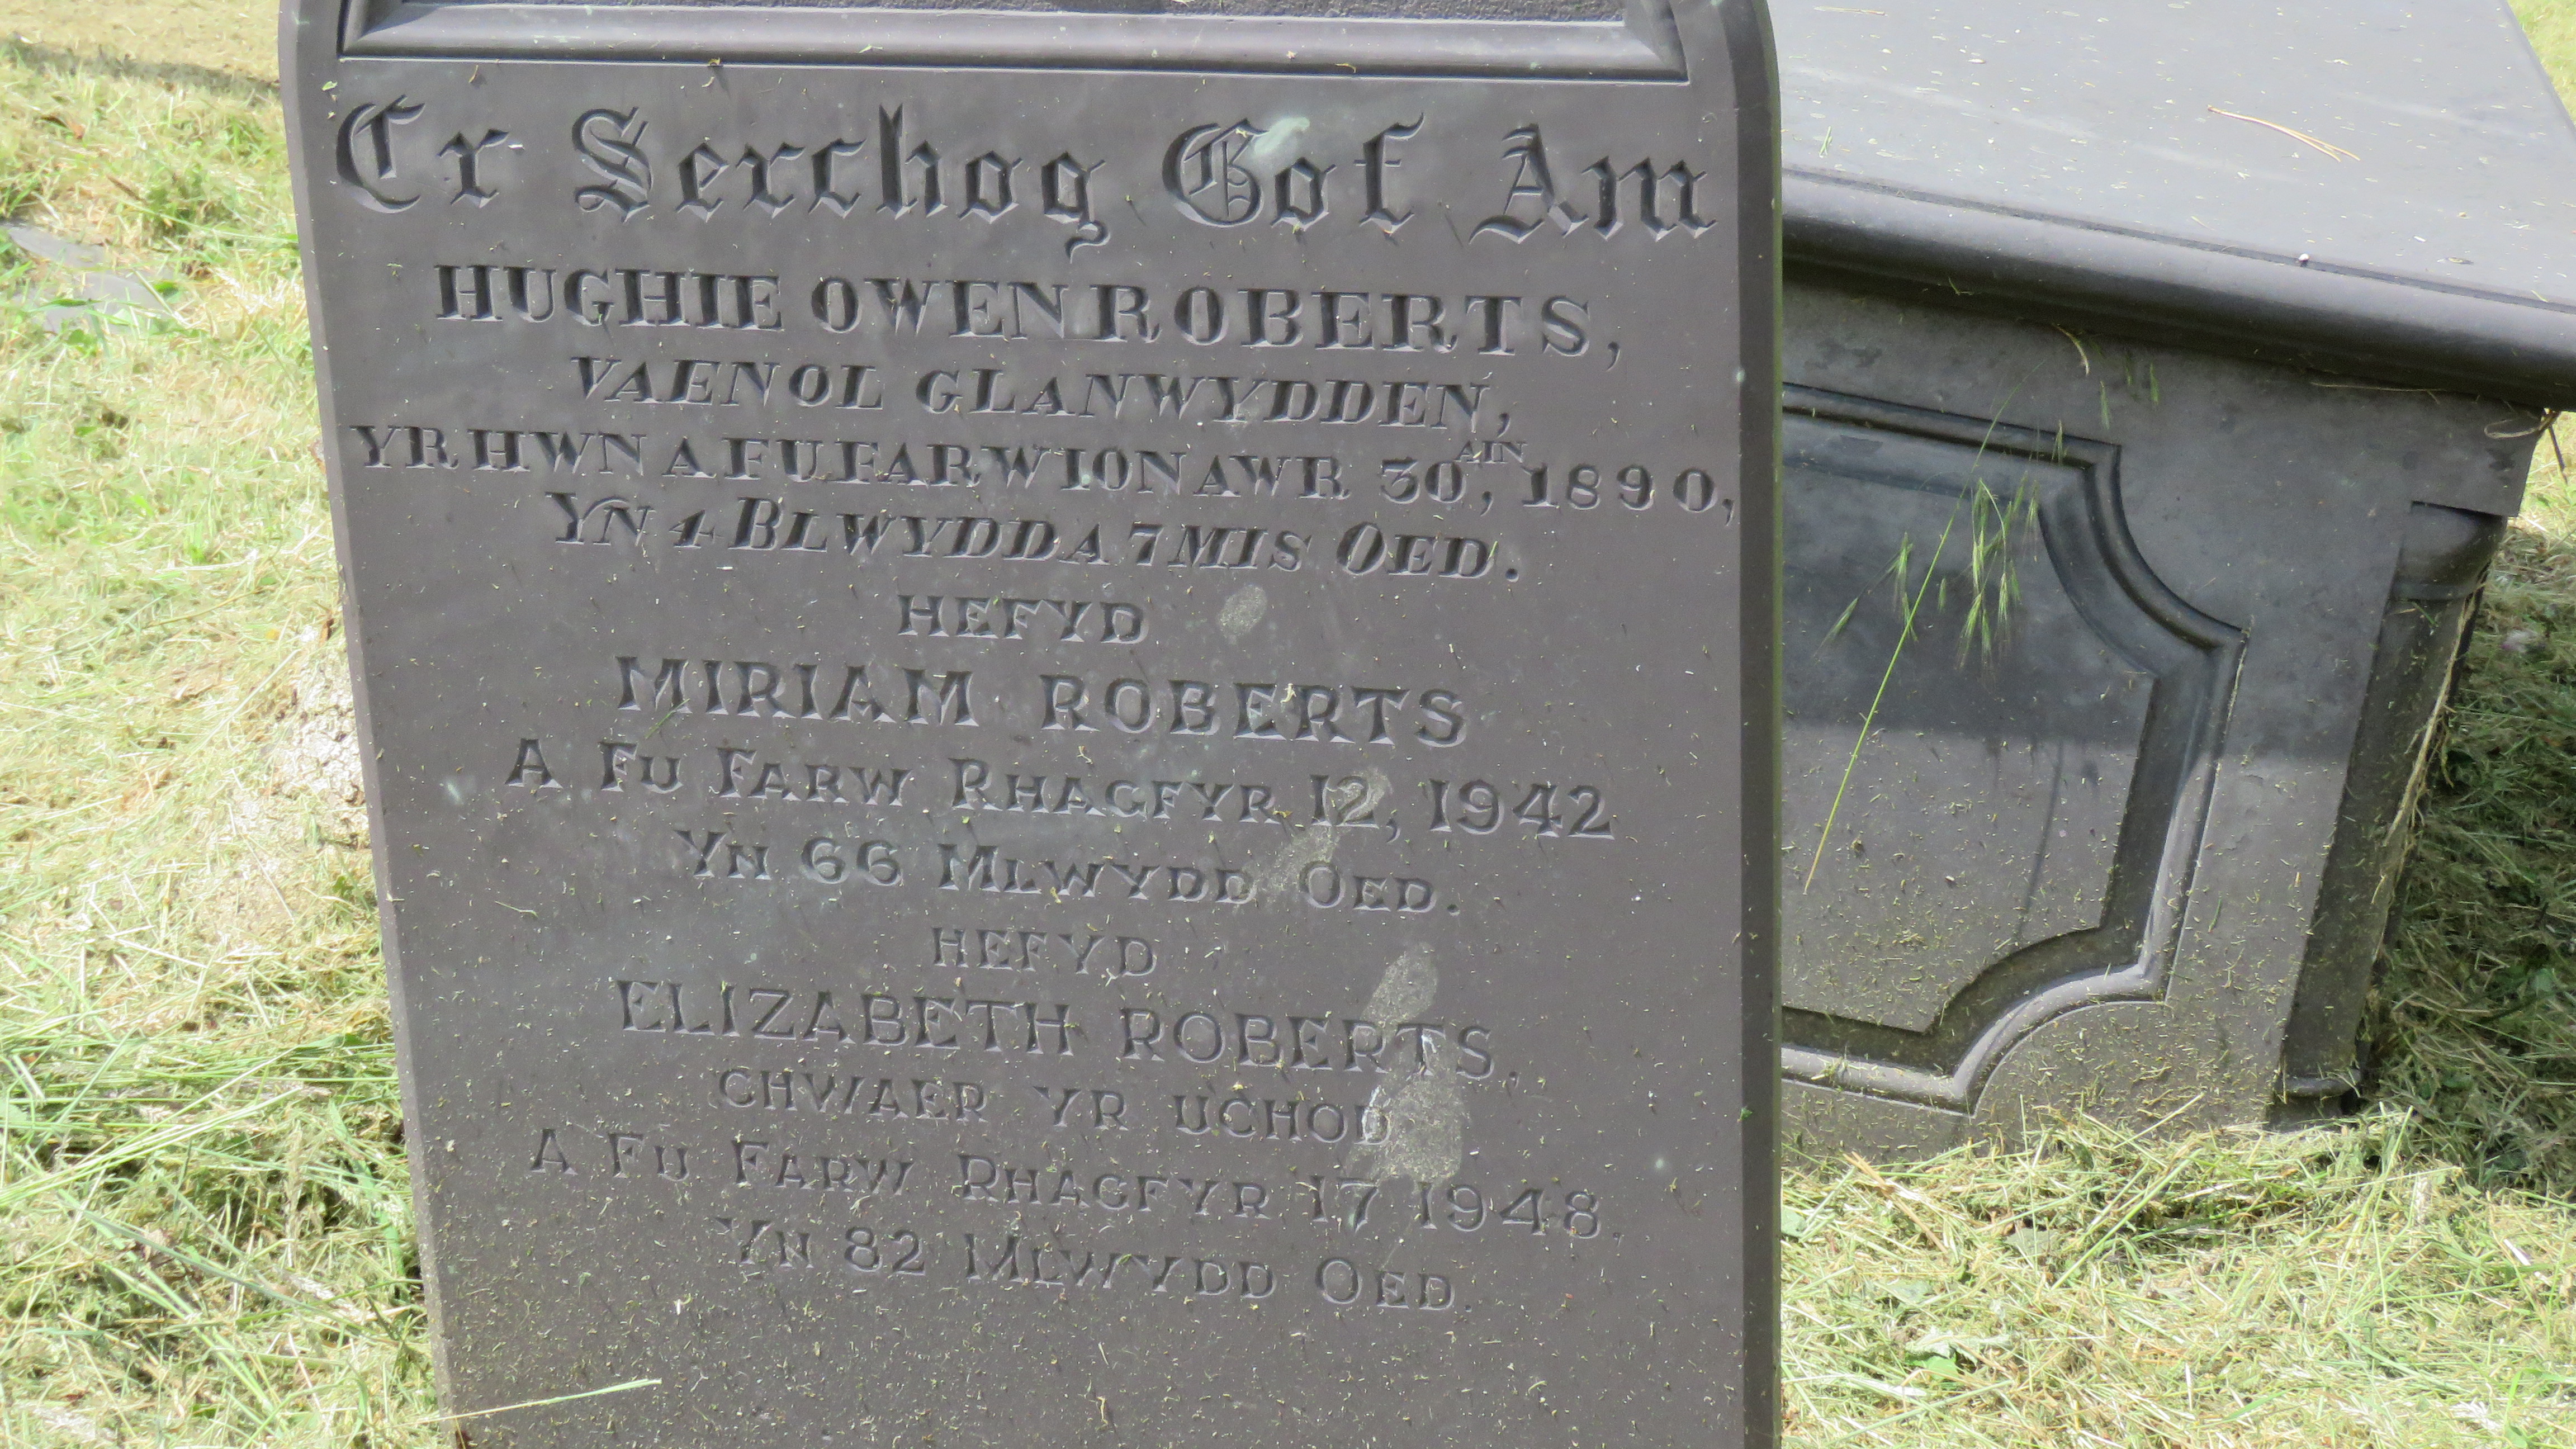 Er Serchog Gof Am
HUGHIE OWEN ROBERTS,
VAENOL GLANWYDDEN,
YR HWN A FU FARW IONAWR 30AIN, 1890,
YN 4 BLWYDD A 7 MIS OED.
HEFYD
MIRIAM ROBERTS
A FU FARW RHAGFYR 12, 1942
YN 66 MLWYDD OED.
HEFYD
ELIZABETH ROBERTS,
CHWAER YR UCHOD
A FU FARW RHAGFYR 17 1948.
YN 82 MLWYDD OED.